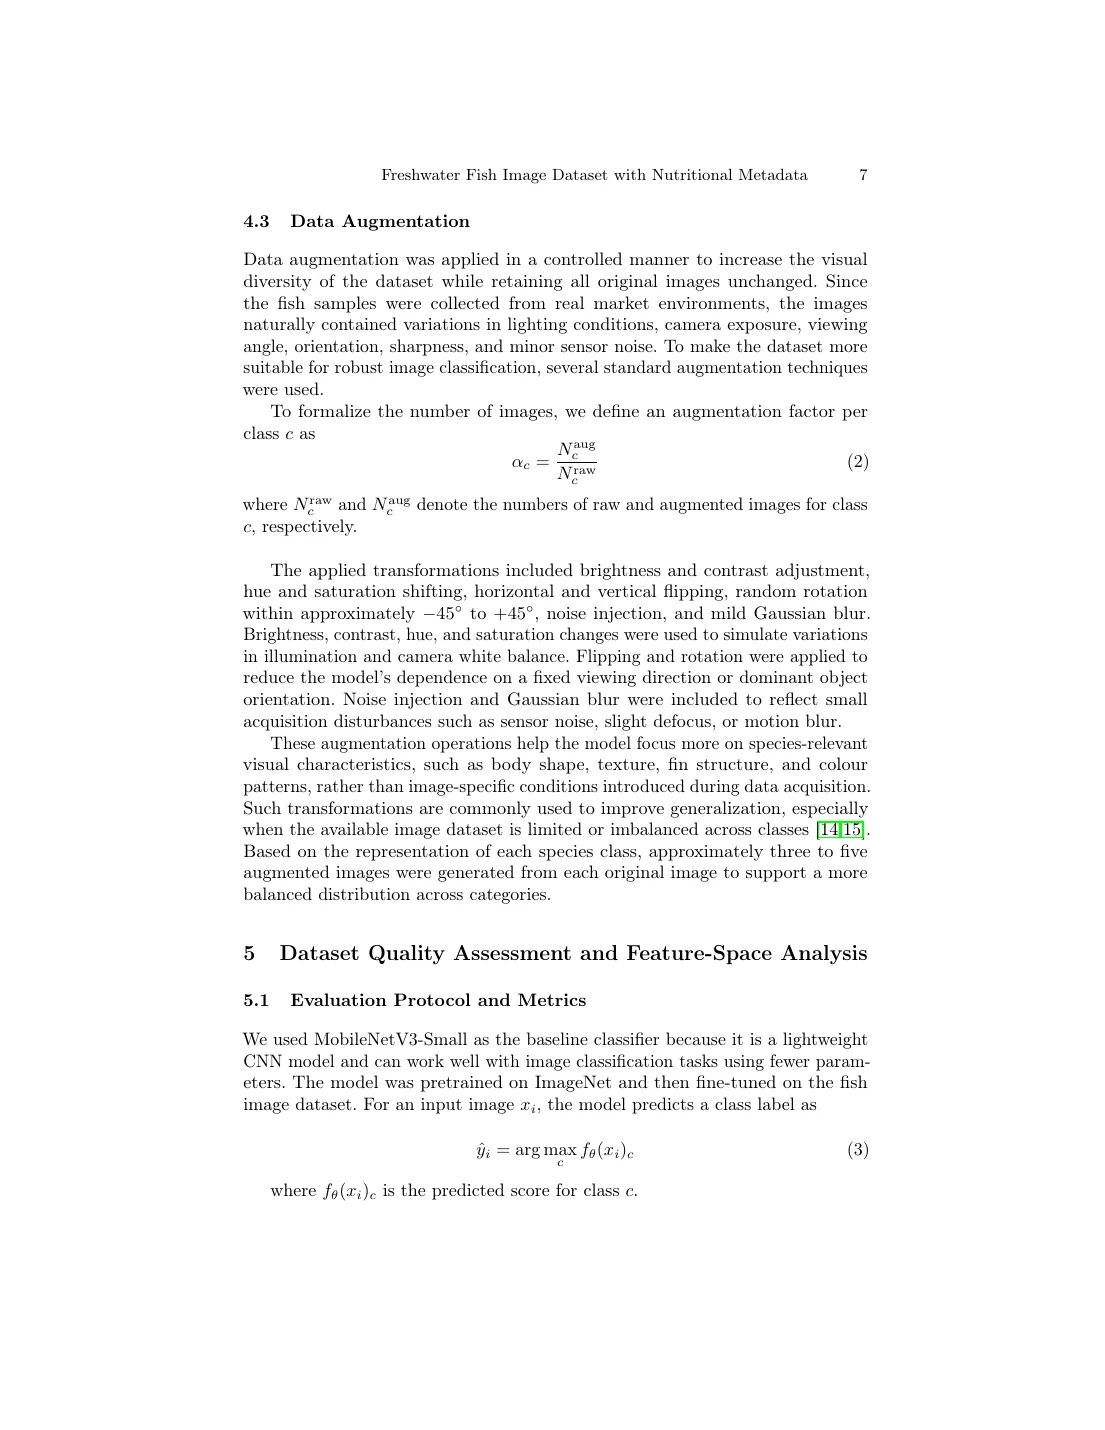 Freshwater Fish Image Dataset with Nutritional Metadata 7
4.3 Data Augmentation
Data augmentation was applied in a controlled manner to increase the visual
diversity of the dataset while retaining all original images unchanged. Since
the fish samples were collected from real market environments, the images
naturally contained variations in lighting conditions, camera exposure, viewing
angle, orientation, sharpness, and minor sensor noise. To make the dataset more
suitable for robust image classification, several standard augmentation techniques
were used.
To formalize the number of images, we define an augmentation factor per
class c as
α_c = N_c^aug / N_c^raw (2)
where N_c^raw and N_c^aug denote the numbers of raw and augmented images for class
c, respectively.
The applied transformations included brightness and contrast adjustment,
hue and saturation shifting, horizontal and vertical flipping, random rotation
within approximately −45° to +45°, noise injection, and mild Gaussian blur.
Brightness, contrast, hue, and saturation changes were used to simulate variations
in illumination and camera white balance. Flipping and rotation were applied to
reduce the model's dependence on a fixed viewing direction or dominant object
orientation. Noise injection and Gaussian blur were included to reflect small
acquisition disturbances such as sensor noise, slight defocus, or motion blur.
These augmentation operations help the model focus more on species-relevant
visual characteristics, such as body shape, texture, fin structure, and colour
patterns, rather than image-specific conditions introduced during data acquisition.
Such transformations are commonly used to improve generalization, especially
when the available image dataset is limited or imbalanced across classes [14,15].
Based on the representation of each species class, approximately three to five
augmented images were generated from each original image to support a more
balanced distribution across categories.
5 Dataset Quality Assessment and Feature-Space Analysis
5.1 Evaluation Protocol and Metrics
We used MobileNetV3-Small as the baseline classifier because it is a lightweight
CNN model and can work well with image classification tasks using fewer param-
eters. The model was pretrained on ImageNet and then fine-tuned on the fish
image dataset. For an input image x_i, the model predicts a class label as
ŷ_i = arg max_c f_θ(x_i)_c (3)
where f_θ(x_i)_c is the predicted score for class c.